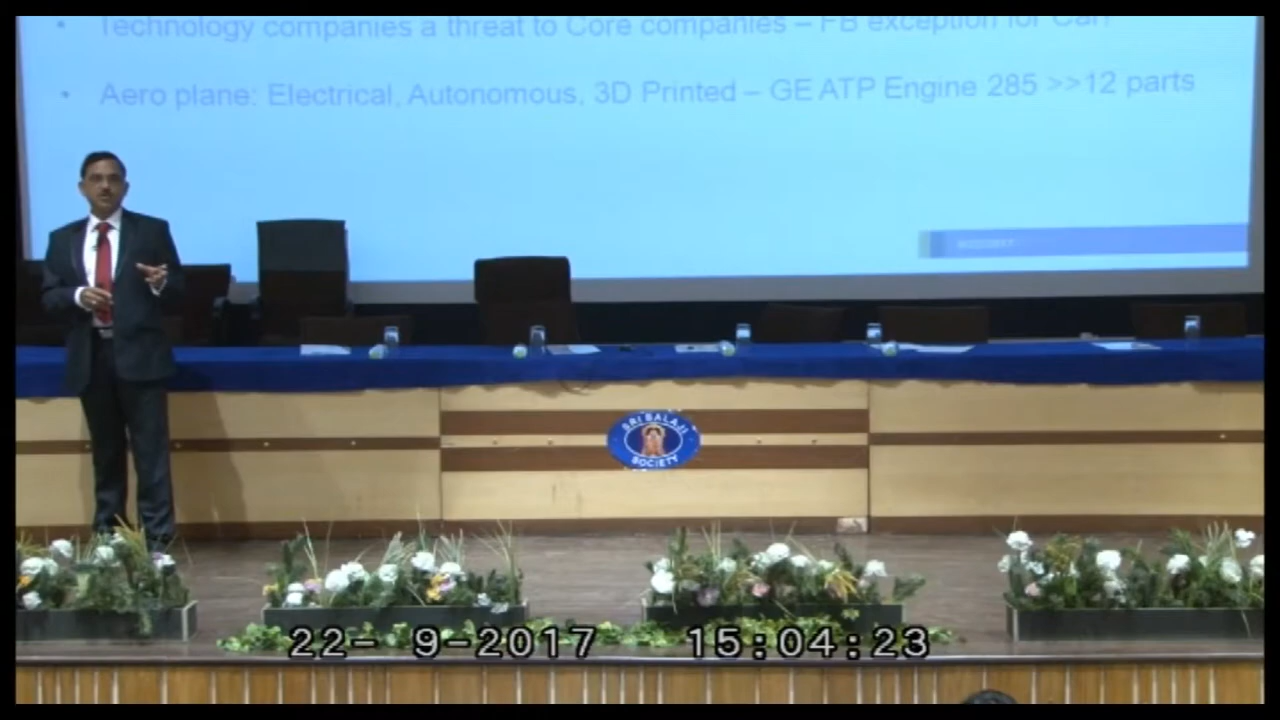 • Technology companies a threat to Core companies – FB exception for Car!
• Aero plane: Electrical, Autonomous, 3D Printed – GE ATP Engine 285 >>12 parts
SRI BALAJI
SOCIETY
22- 9-2017 15:04:23